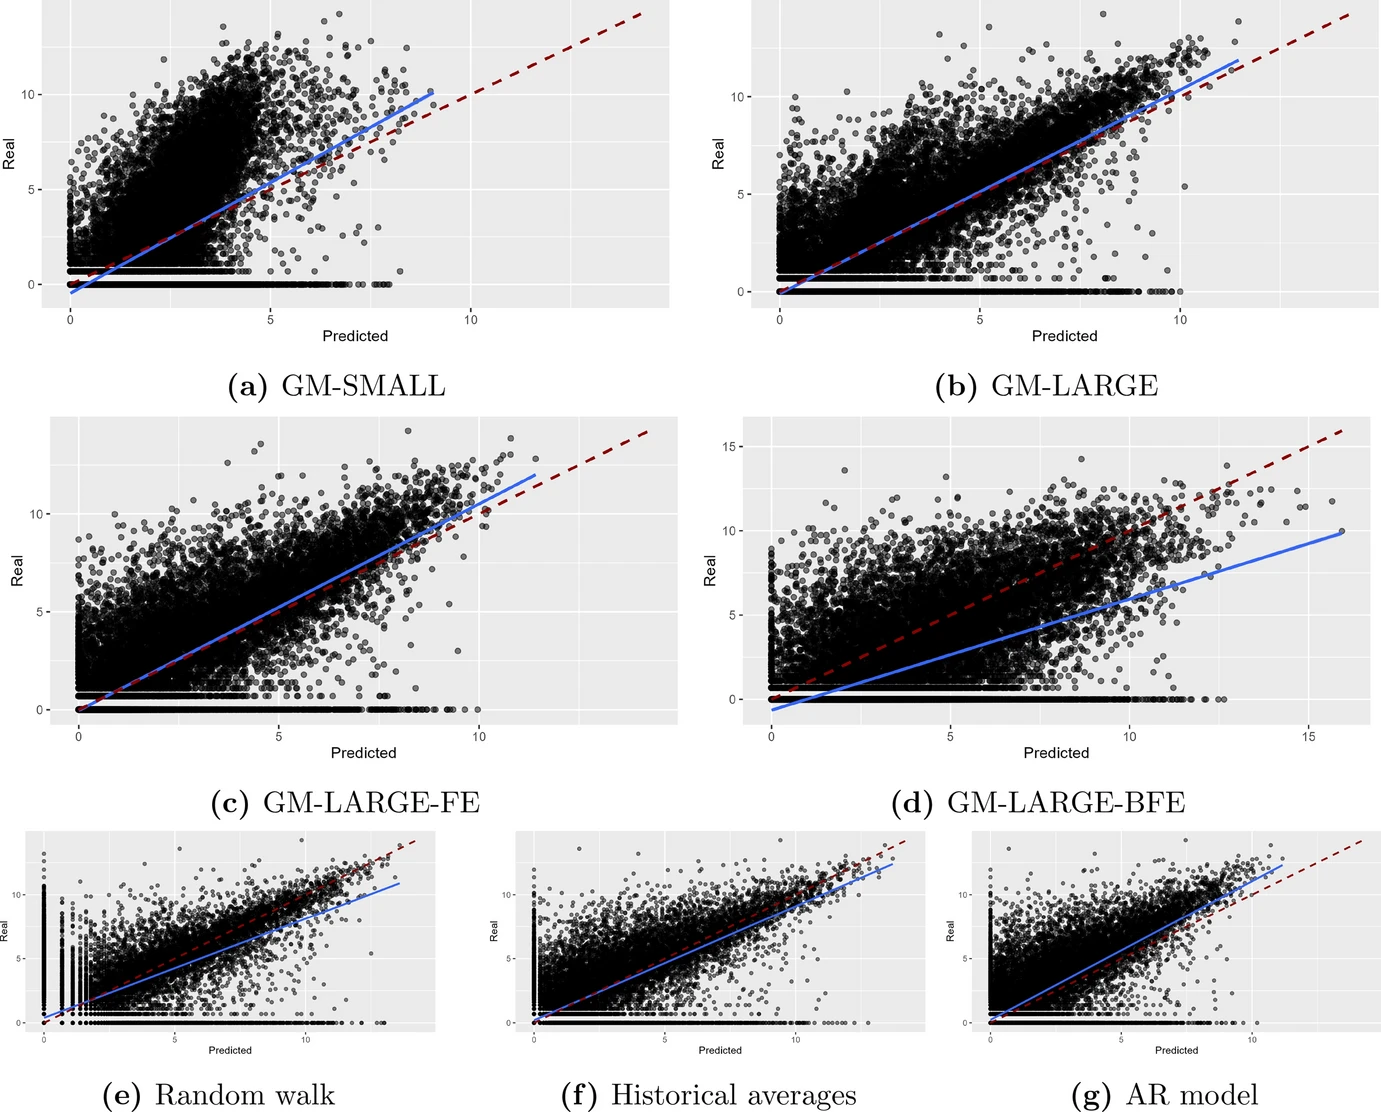 10
5
0
Real
0 5 10
Predicted
(a) GM-SMALL
10
5
0
Real
0 5 10
Predicted
(b) GM-LARGE
10
5
0
Real
0 5 10
Predicted
(c) GM-LARGE-FE
15
10
5
0
Real
0 5 10 15
Predicted
(d) GM-LARGE-BFE
10
5
0
Real
0 5 10
Predicted
(e) Random walk
10
5
0
Real
0 5 10
Predicted
(f) Historical averages
10
5
0
Real
0 5 10
Predicted
(g) AR model